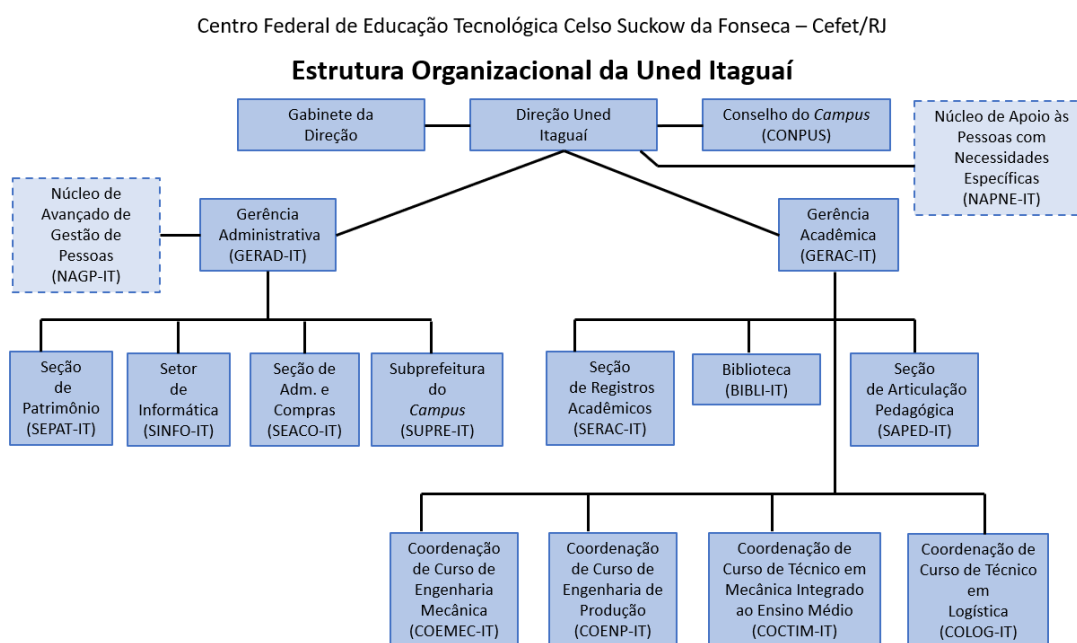 Centro Federal de Educação Tecnológica Celso Suckow da Fonseca – Cefet/RJ
Estrutura Organizacional da Uned Itaguaí
Gabinete da
Direção
Direção Uned
Itaguaí
Conselho do Campus
(CONPUS)
Núcleo de Apoio às
Pessoas com
Necessidades
Específicas
(NAPNE-IT)
Núcleo de
Avançado de
Gestão de
Pessoas
(NAGP-IT)
Gerência
Administrativa
(GERAD-IT)
Gerência
Acadêmica
(GERAC-IT)
Seção
de
Patrimônio
(SEPAT-IT)
Setor
de
Informática
(SINFO-IT)
Seção de
Adm. e
Compras
(SEACO-IT)
Subprefeitura
do
Campus
(SUPRE-IT)
Seção
de Registros
Acadêmicos
(SERAC-IT)
Biblioteca
(BIBLI-IT)
Seção
de Articulação
Pedagógica
(SAPED-IT)
Coordenação
de Curso de
Engenharia
Mecânica
(COEMEC-IT)
Coordenação
de Curso de
Engenharia de
Produção
(COENP-IT)
Coordenação de
Curso de Técnico em
Mecânica Integrado
ao Ensino Médio
(COCTIM-IT)
Coordenação de
Curso de Técnico
em
Logística
(COLOG-IT)